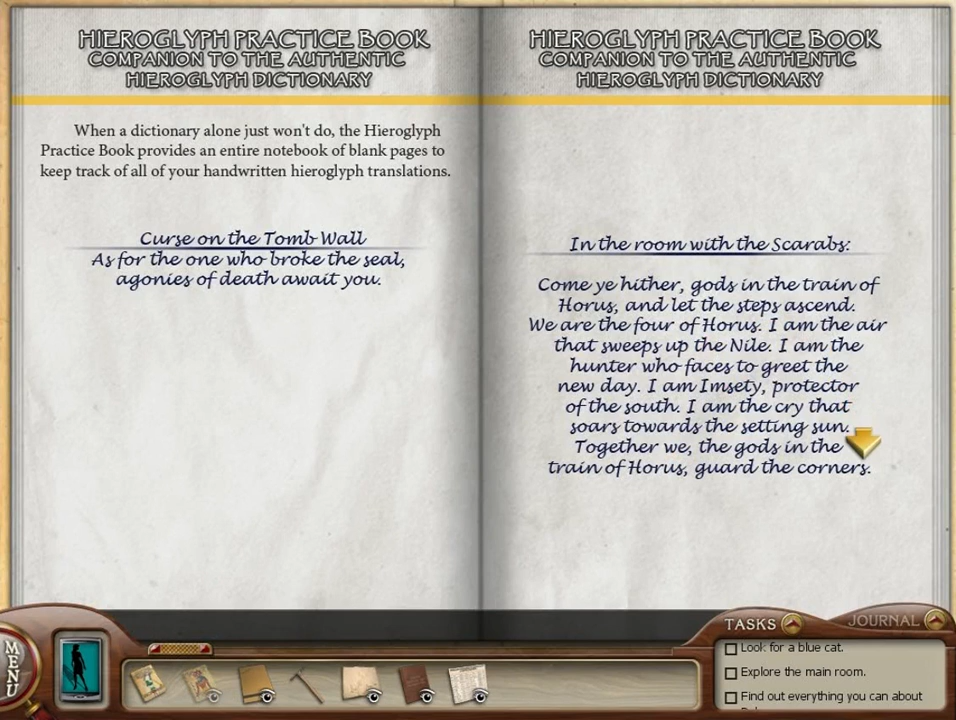 HIEROGLYPH PRACTICE BOOK
COMPANION TO THE AUTHENTIC
HIEROGLYPH DICTIONARY
When a dictionary alone just won't do, the Hieroglyph
Practice Book provides an entire notebook of blank pages to
keep track of all of your handwritten hieroglyph translations.
Curse on the Tomb Wall
As for the one who broke the seal,
agonies of death await you.
HIEROGLYPH PRACTICE BOOK
COMPANION TO THE AUTHENTIC
HIEROGLYPH DICTIONARY
In the room with the Scarabs:
Come ye hither, gods in the train of
Horus, and let the steps ascend.
We are the four of Horus. I am the air
that sweeps up the Nile. I am the
hunter who faces to greet the
new day. I am Imsety, protector
of the south. I am the cry that
soars towards the setting sun.
Together we, the gods in the
train of Horus, guard the corners.
MENU
TASKS
JOURNAL
Look for a blue cat.
Explore the main room.
Find out everything you can about